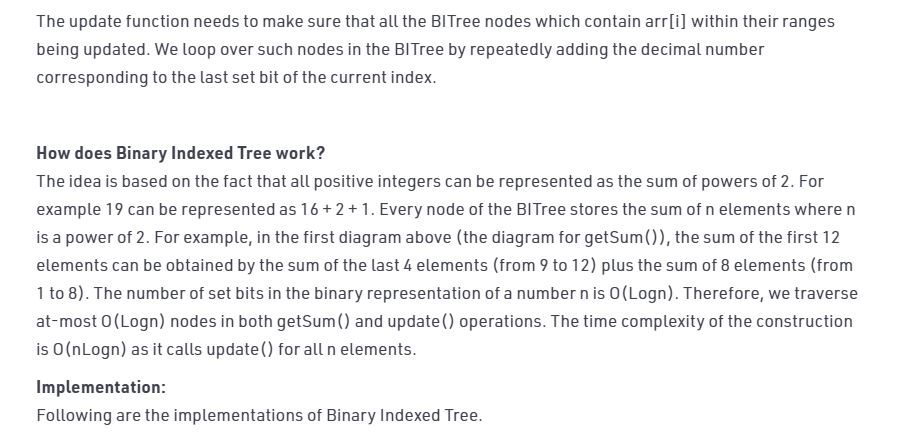 The update function needs to make sure that all the BITree nodes which contain arr[i] within their ranges
being updated. We loop over such nodes in the BITree by repeatedly adding the decimal number
corresponding to the last set bit of the current index.
How does Binary Indexed Tree work?
The idea is based on the fact that all positive integers can be represented as the sum of powers of 2. For
example 19 can be represented as 16 + 2 + 1. Every node of the BITree stores the sum of n elements where n
is a power of 2. For example, in the first diagram above (the diagram for getSum()), the sum of the first 12
elements can be obtained by the sum of the last 4 elements (from 9 to 12) plus the sum of 8 elements (from
1 to 8). The number of set bits in the binary representation of a number n is O(Logn). Therefore, we traverse
at-most O(Logn) nodes in both getSum() and update() operations. The time complexity of the construction
is O(nLogn) as it calls update() for all n elements.
Implementation:
Following are the implementations of Binary Indexed Tree.